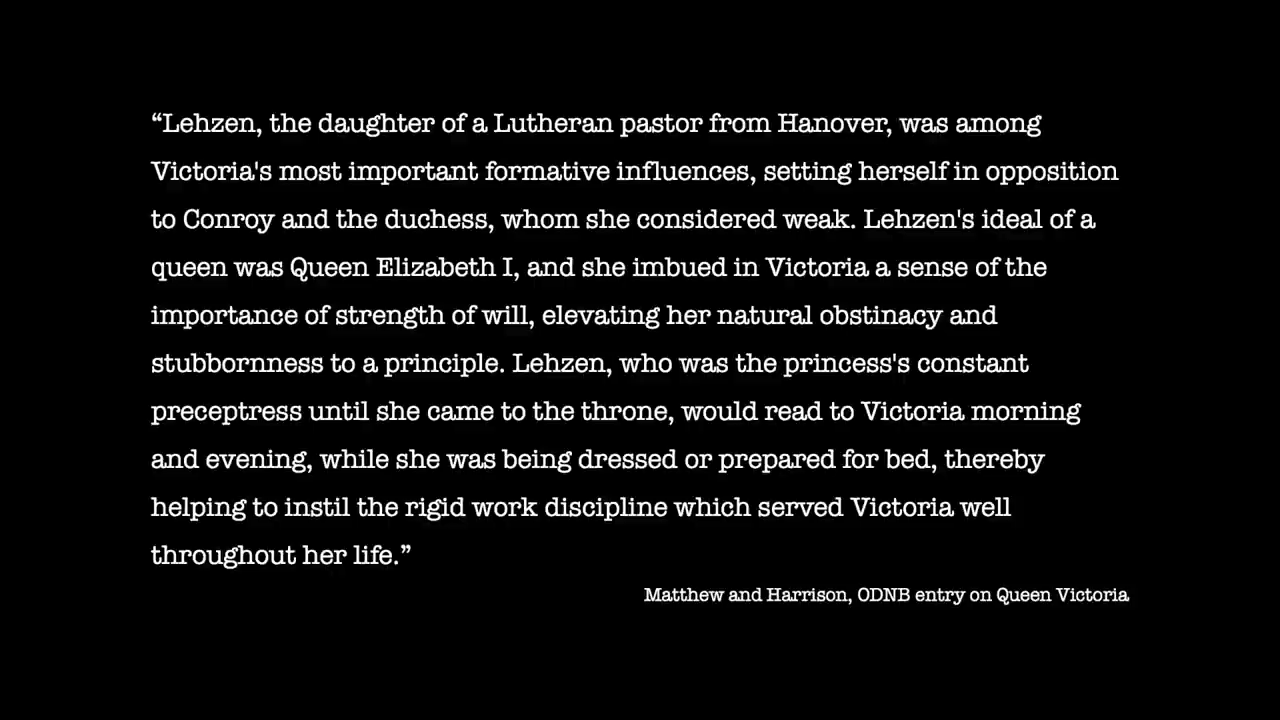 “Lehzen, the daughter of a Lutheran pastor from Hanover, was among
Victoria's most important formative influences, setting herself in opposition
to Conroy and the duchess, whom she considered weak. Lehzen's ideal of a
queen was Queen Elizabeth I, and she imbued in Victoria a sense of the
importance of strength of will, elevating her natural obstinacy and
stubbornness to a principle. Lehzen, who was the princess's constant
preceptress until she came to the throne, would read to Victoria morning
and evening, while she was being dressed or prepared for bed, thereby
helping to instil the rigid work discipline which served Victoria well
throughout her life.”
Matthew and Harrison, ODNB entry on Queen Victoria